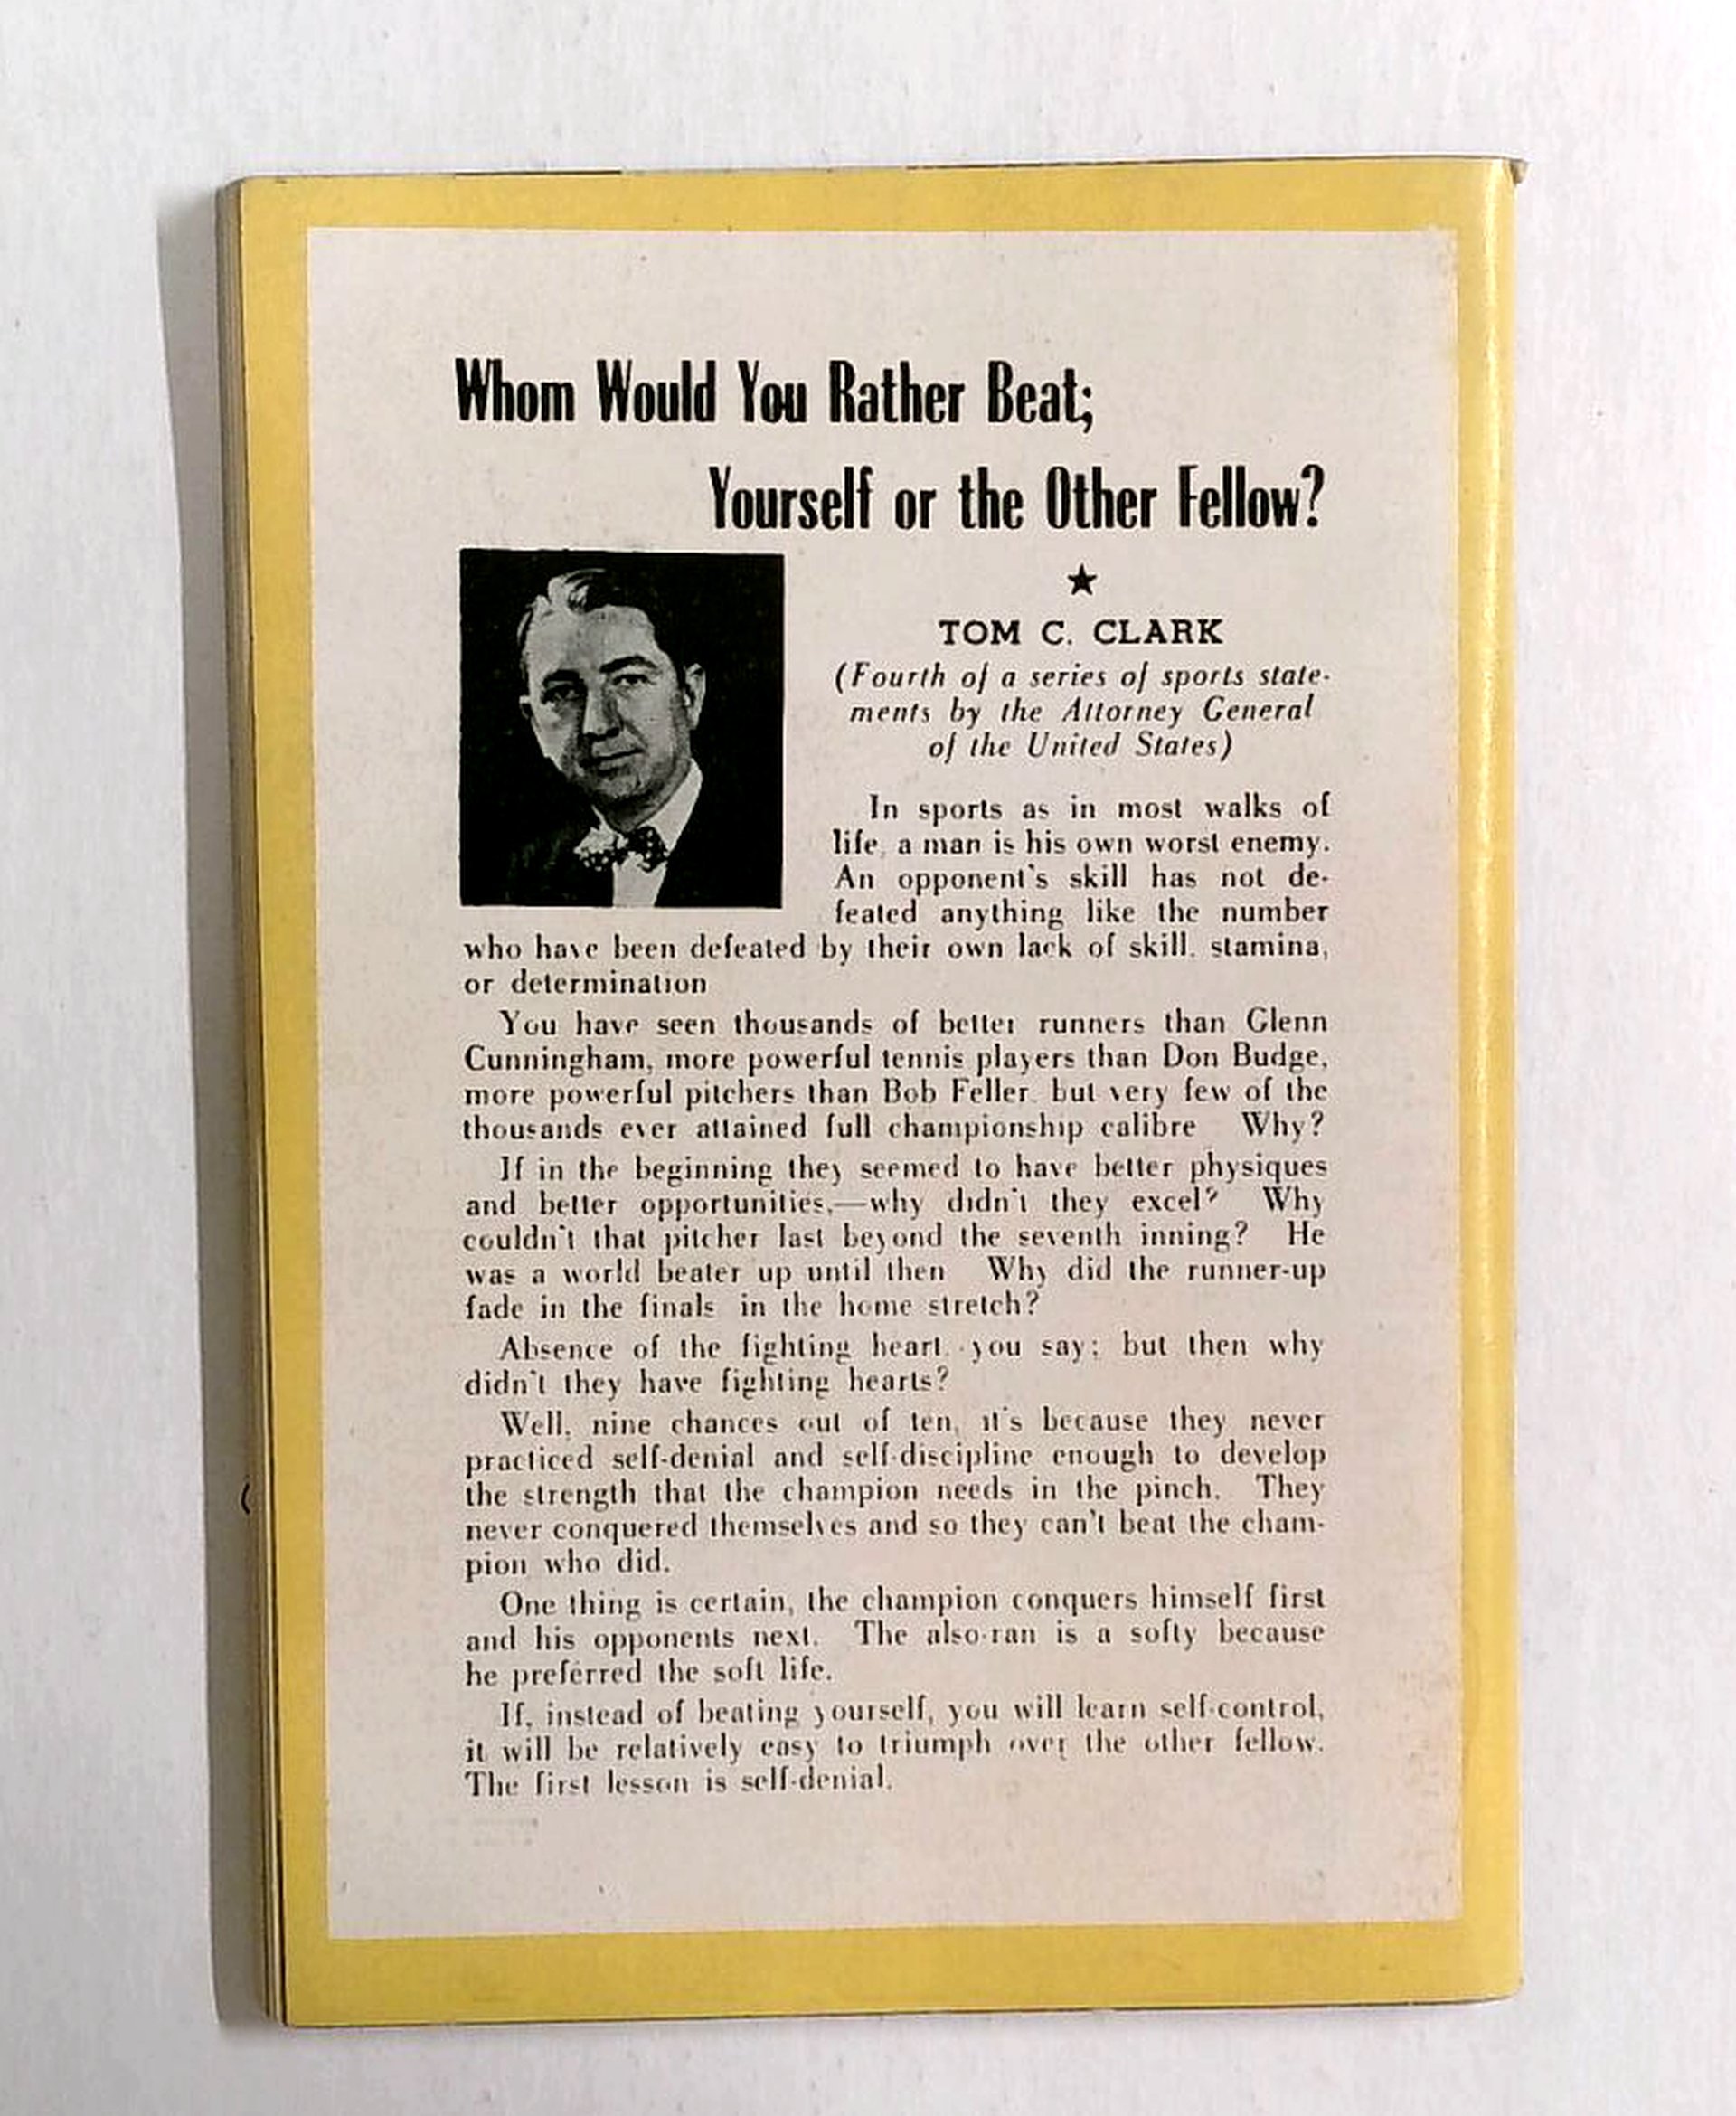 Whom Would You Rather Beat;
Yourself or the Other Fellow?
★
TOM C. CLARK
(Fourth of a series of sports state-
ments by the Attorney General
of the United States)
In sports as in most walks of
life, a man is his own worst enemy.
An opponent's skill has not de-
feated anything like the number
who have been defeated by their own lack of skill, stamina,
or determination
You have seen thousands of better runners than Glenn
Cunningham, more powerful tennis players than Don Budge,
more powerful pitchers than Bob Feller, but very few of the
thousands ever attained full championship calibre Why?
If in the beginning they seemed to have better physiques
and better opportunities,—why didn't they excel? Why
couldn't that pitcher last beyond the seventh inning? He
was a world beater up until then Why did the runner-up
fade in the finals in the home stretch?
Absence of the fighting heart, you say; but then why
didn't they have fighting hearts?
Well, nine chances out of ten, it's because they never
practiced self-denial and self-discipline enough to develop
the strength that the champion needs in the pinch. They
never conquered themselves and so they can't beat the cham-
pion who did.
One thing is certain, the champion conquers himself first
and his opponents next. The also-ran is a softy because
he preferred the soft life.
If, instead of beating yourself, you will learn self-control,
it will be relatively easy to triumph over the other fellow.
The first lesson is self-denial.